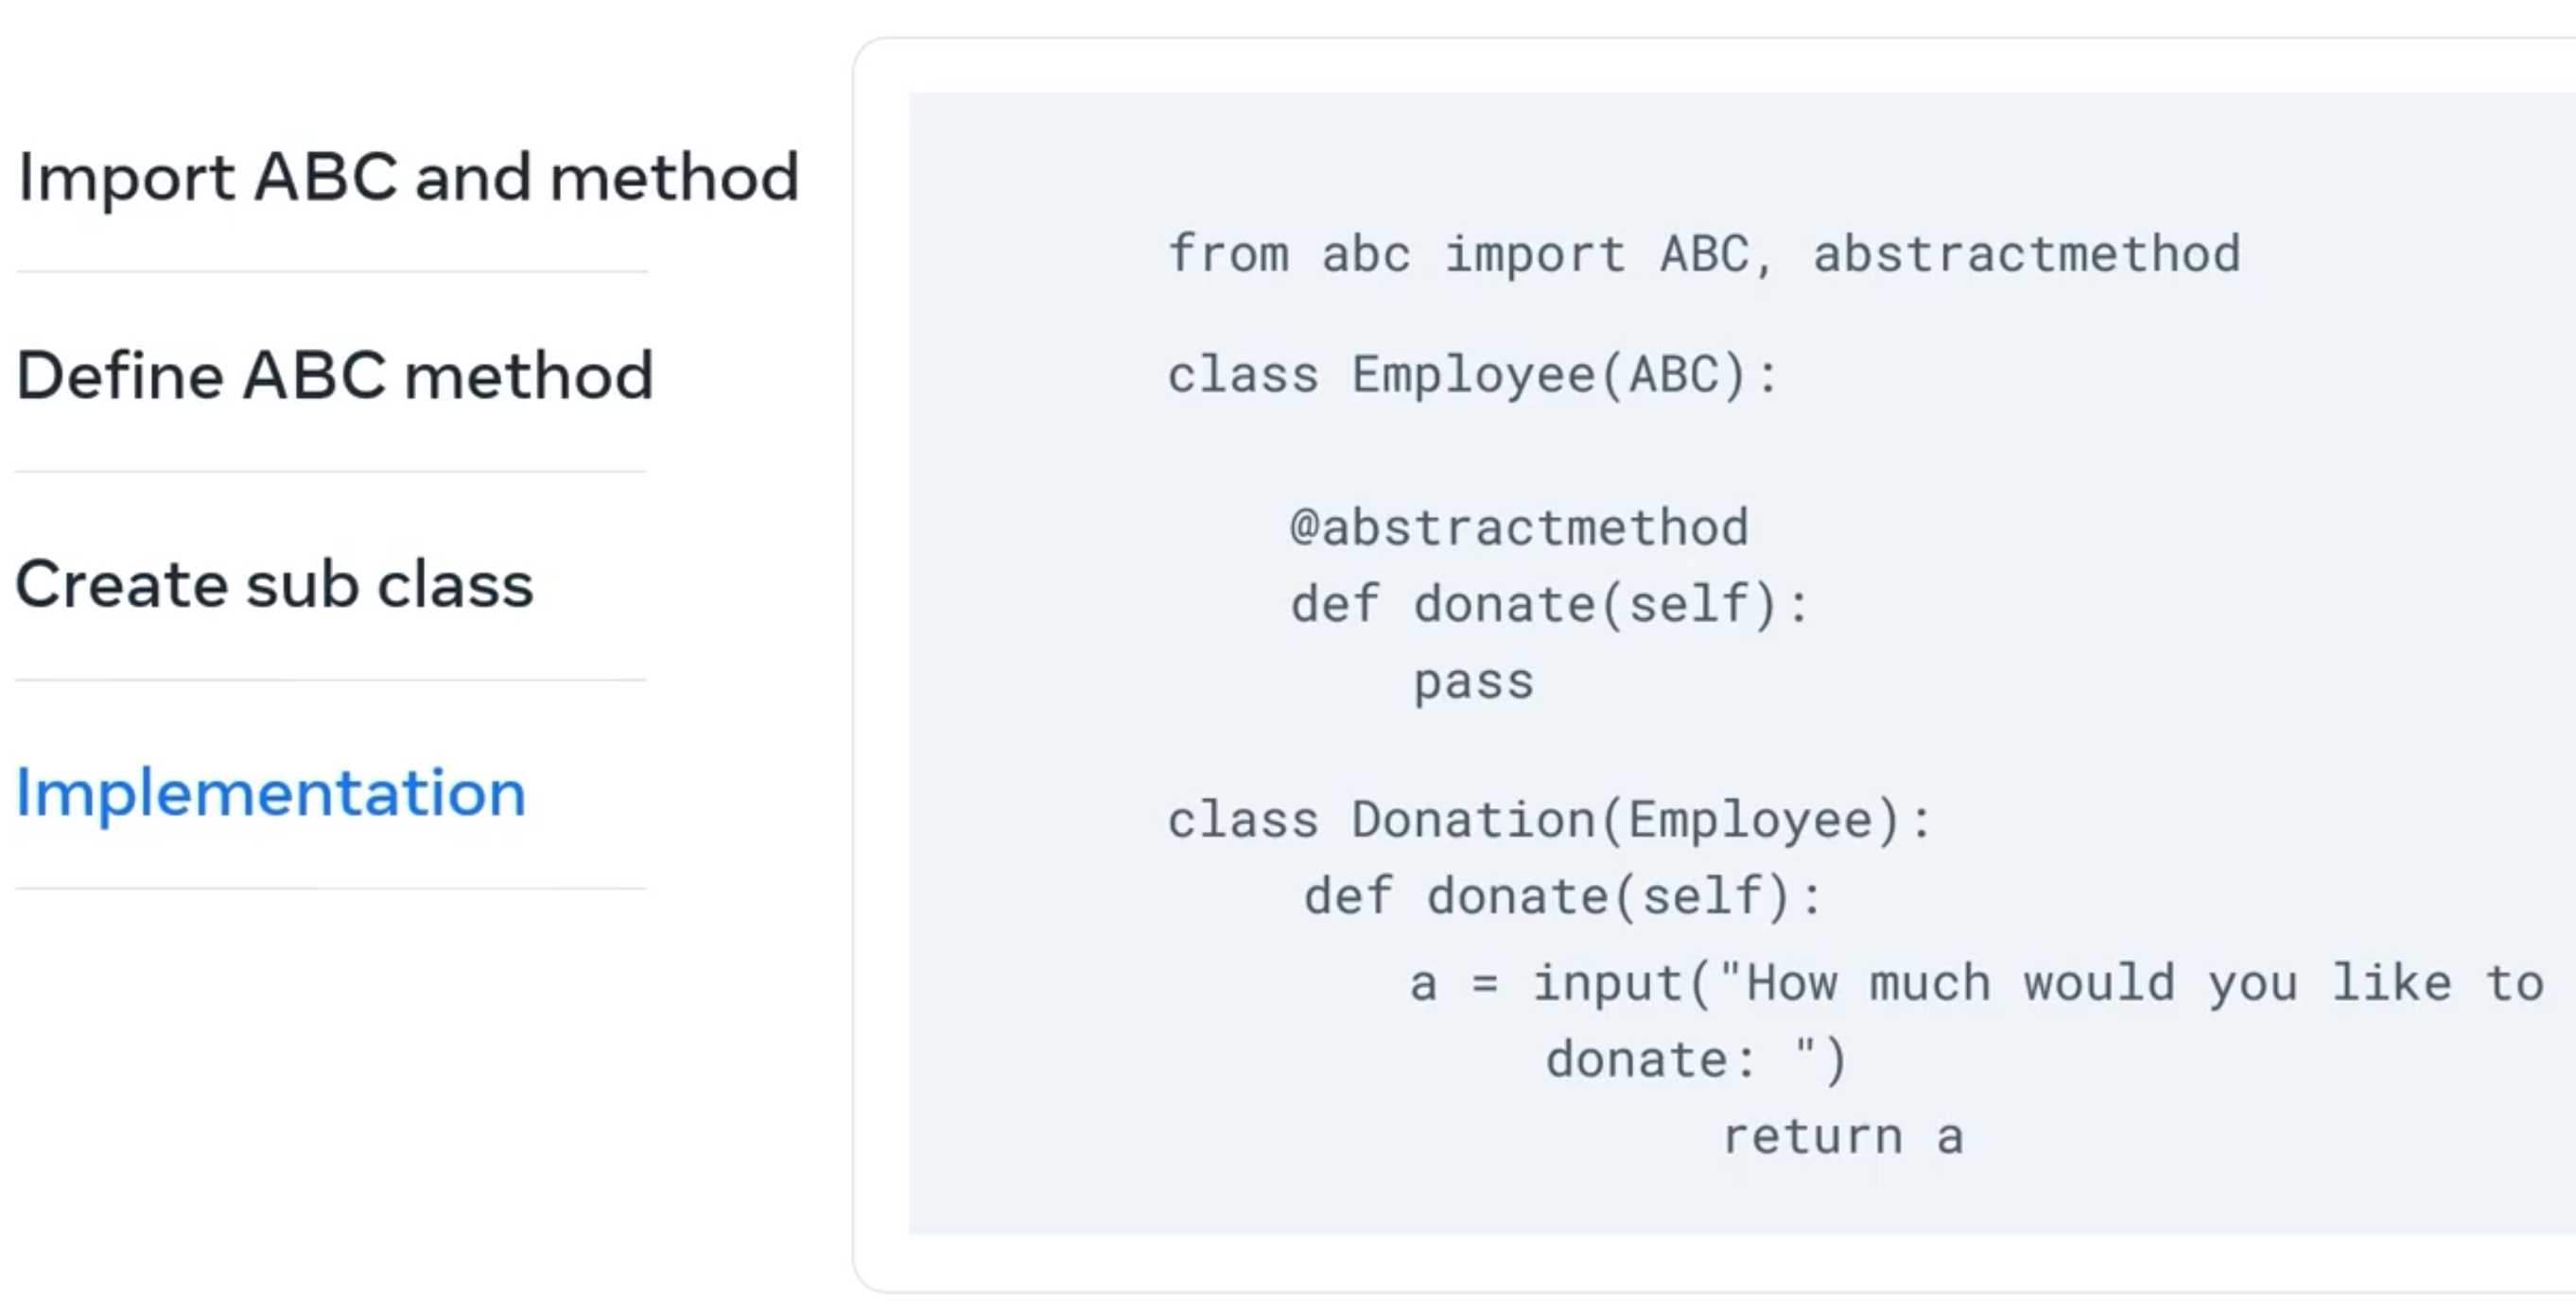 Import ABC and method
Define ABC method
Create sub class
Implementation
from abc import ABC, abstractmethod
class Employee(ABC):
@abstractmethod
def donate(self):
pass
class Donation(Employee):
def donate(self):
a = input("How much would you like to
donate: ")
return a